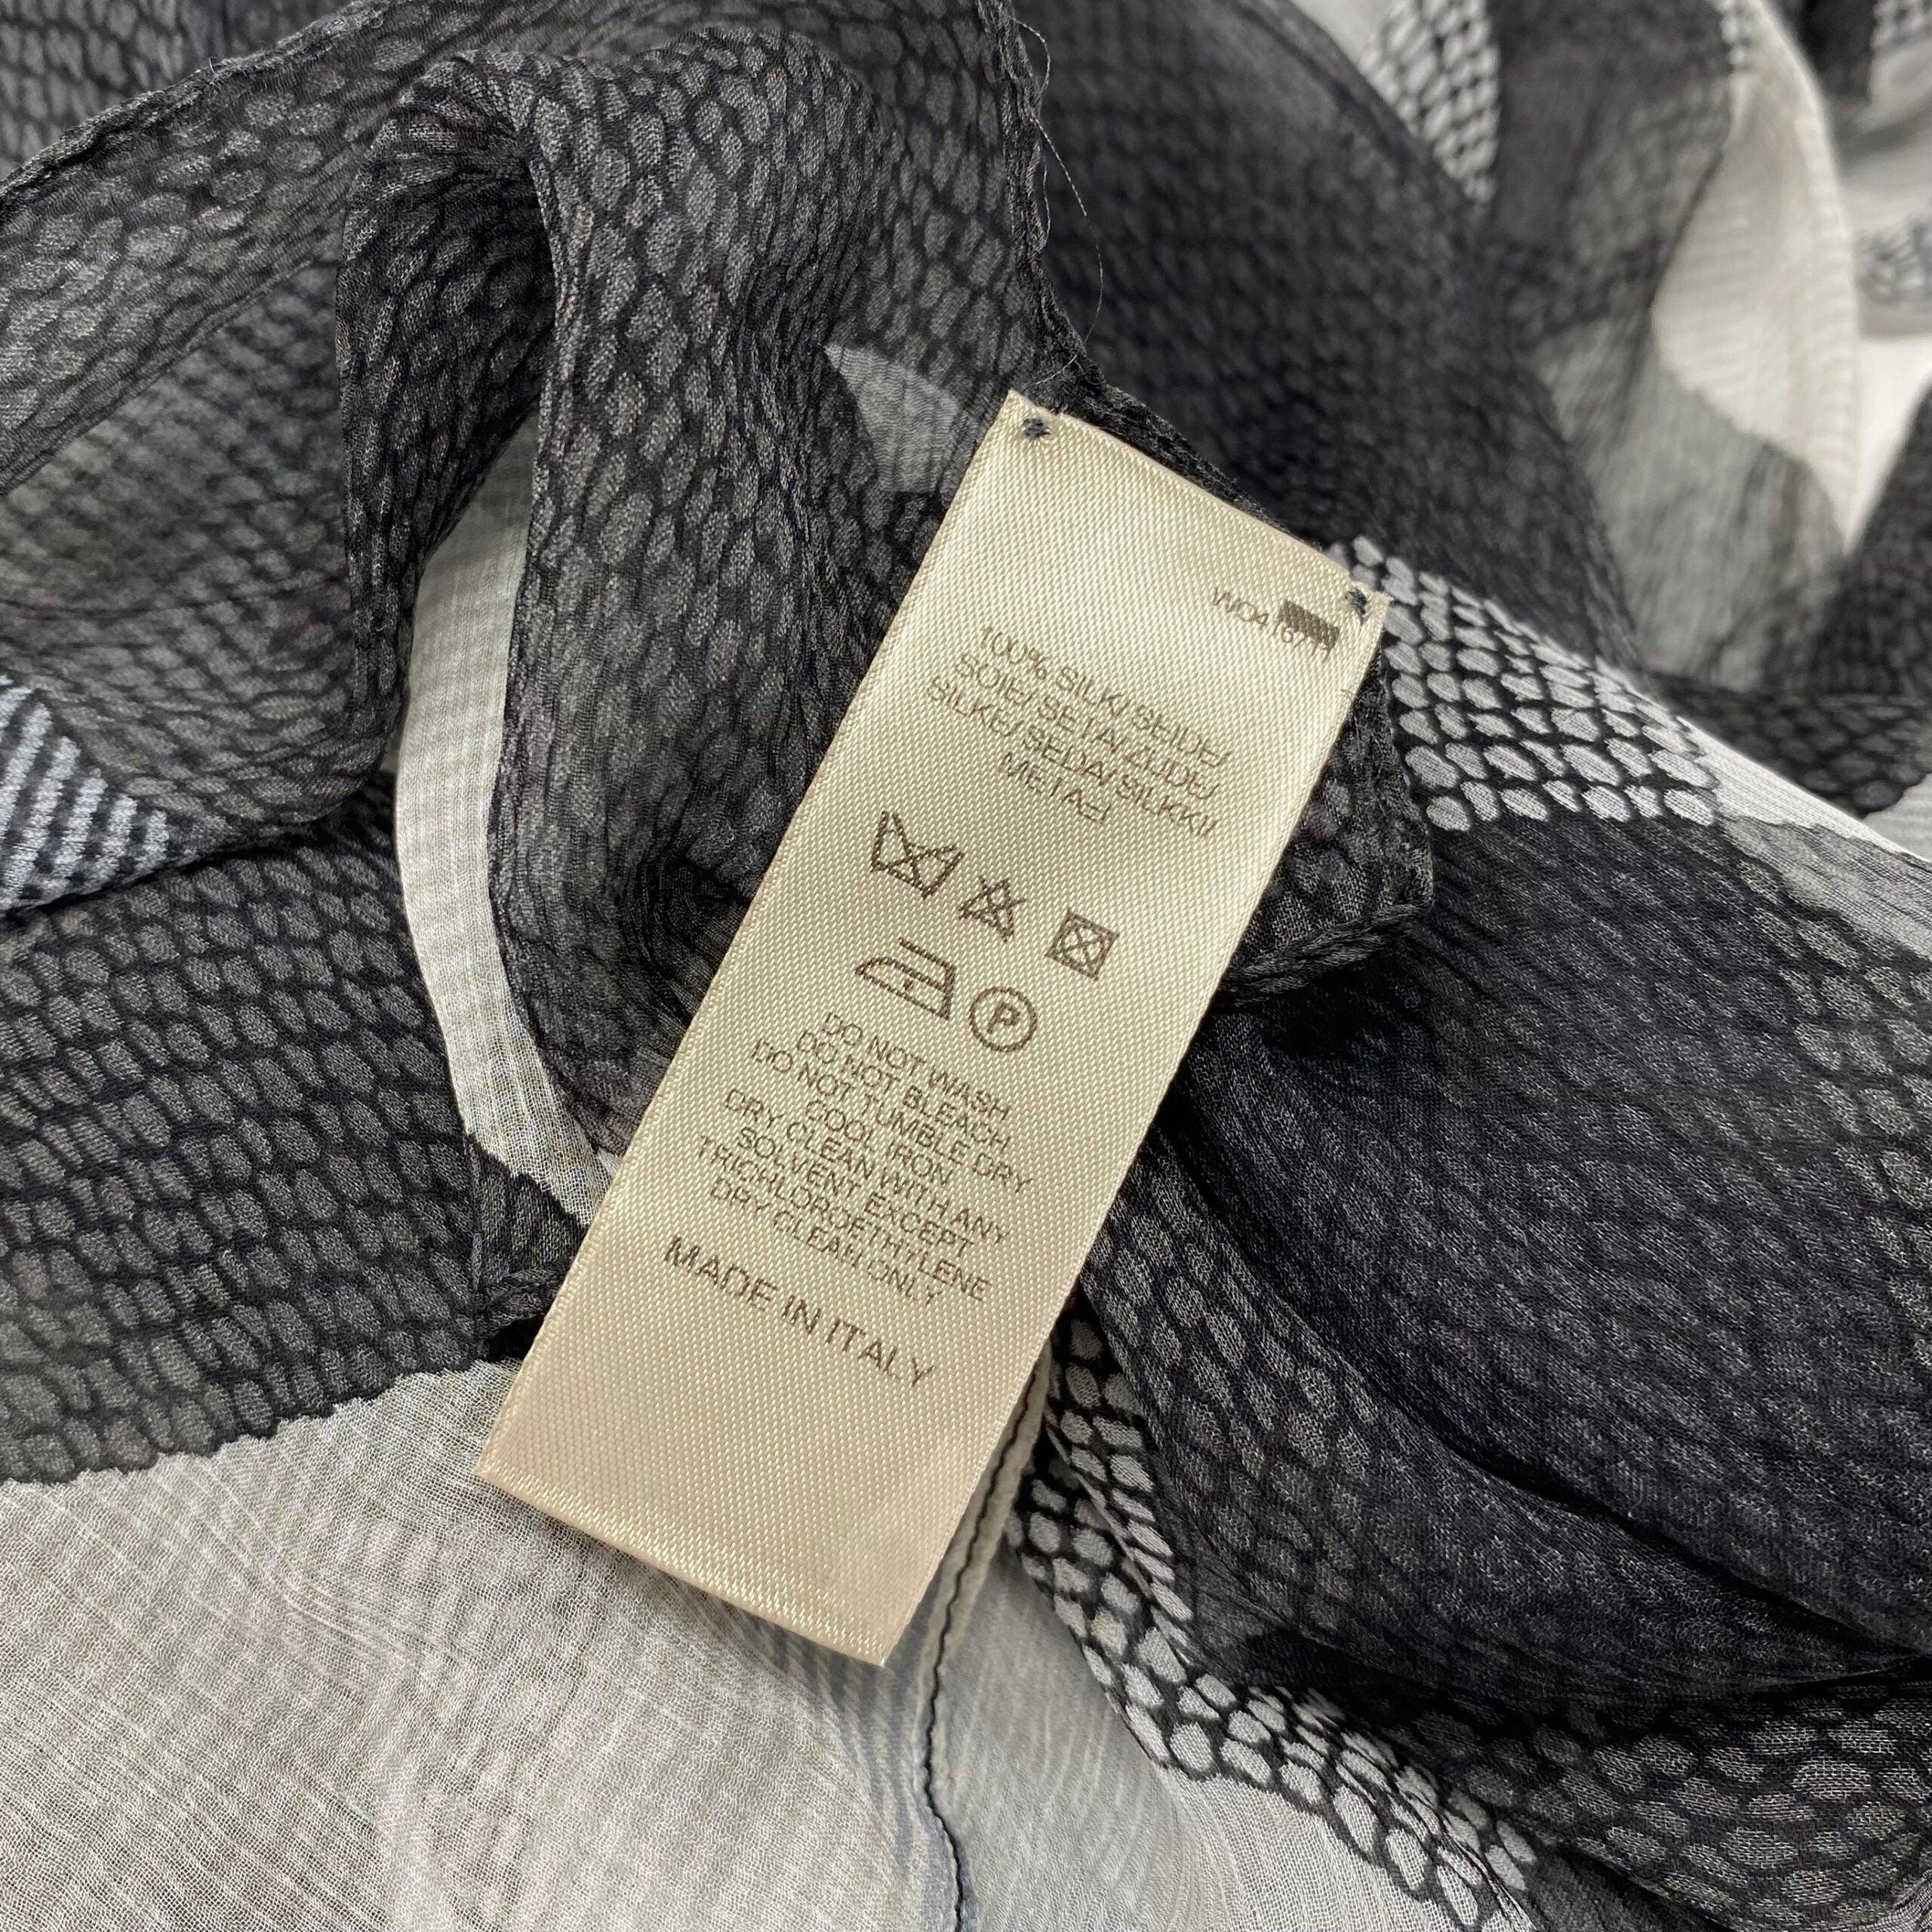 100% SILK/ SEIDE/
SOIE/ SETA/ ZIJDE/
SILKE/ SEDA/ SILKKI/
ΜΕΤΑΞΙ
P
DO NOT WASH
DO NOT BLEACH
DO NOT TUMBLE DRY
COOL IRON
DRY CLEAN WITH ANY
SOLVENT EXCEPT
TRICHLOROETHYLENE
DRY CLEAN ONLY
MADE IN ITALY